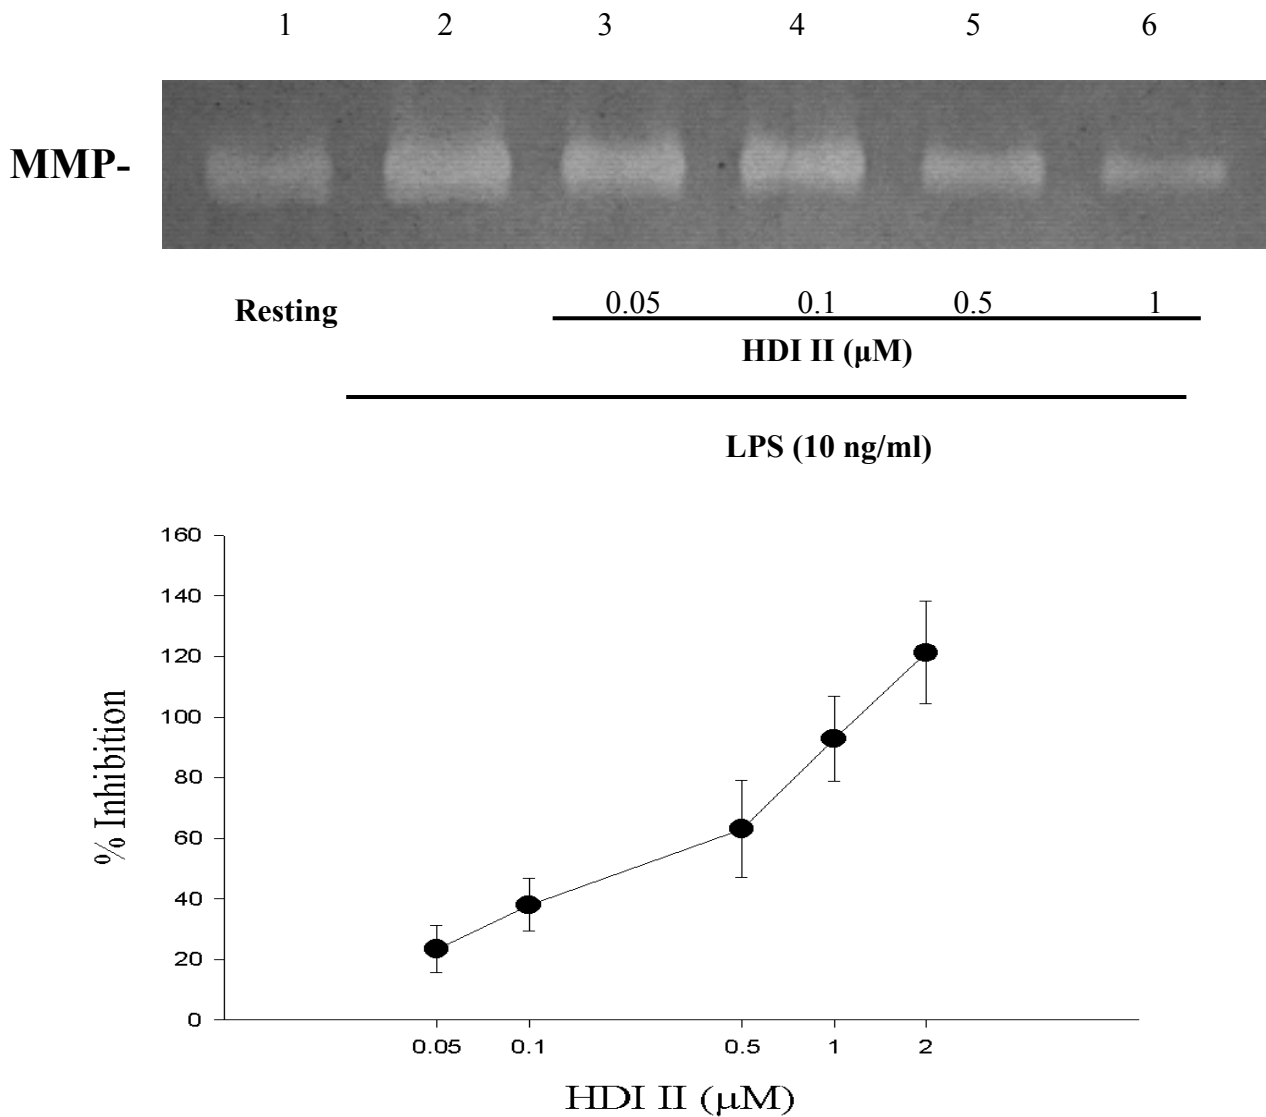 1 2 3 4 5 6
MMP-
Resting 0.05 0.1 0.5 1
HDI II (μM)
LPS (10 ng/ml)
160
140
120
100
80
60
40
20
0
% Inhibition
0.05 0.1 0.5 1 2
HDI II (μM)